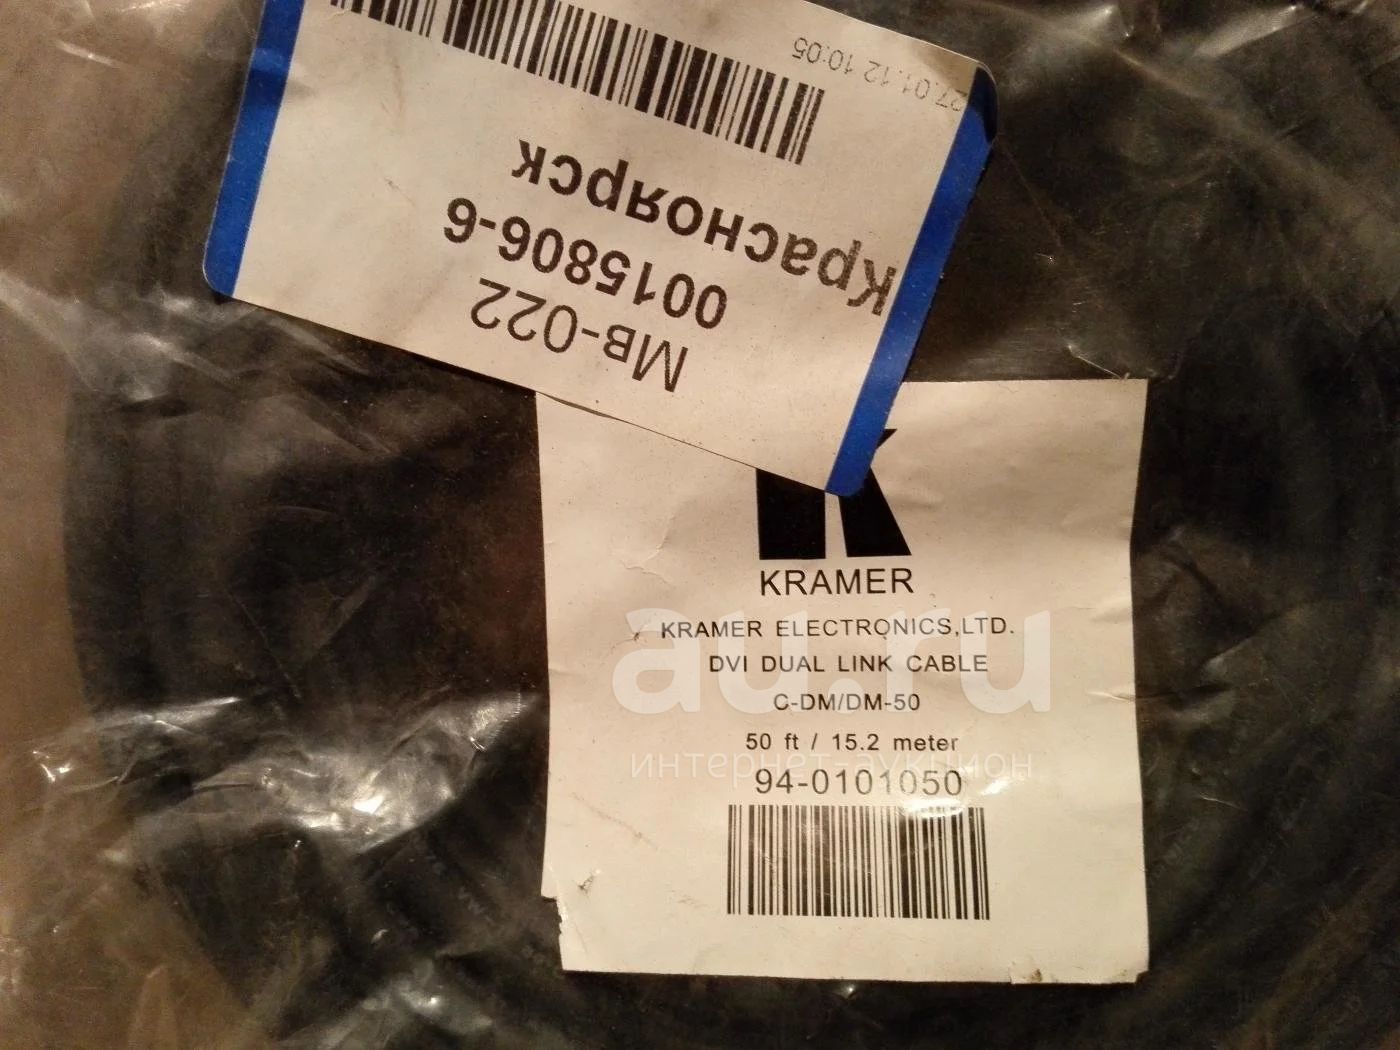 27.01.12 10:05
Красноярск
0015806-6
Мв-022
K
KRAMER
KRAMER ELECTRONICS,LTD.
DVI DUAL LINK CABLE
C-DM/DM-50
50 ft / 15.2 meter
94-0101050
au.ru
интернет-аукцион